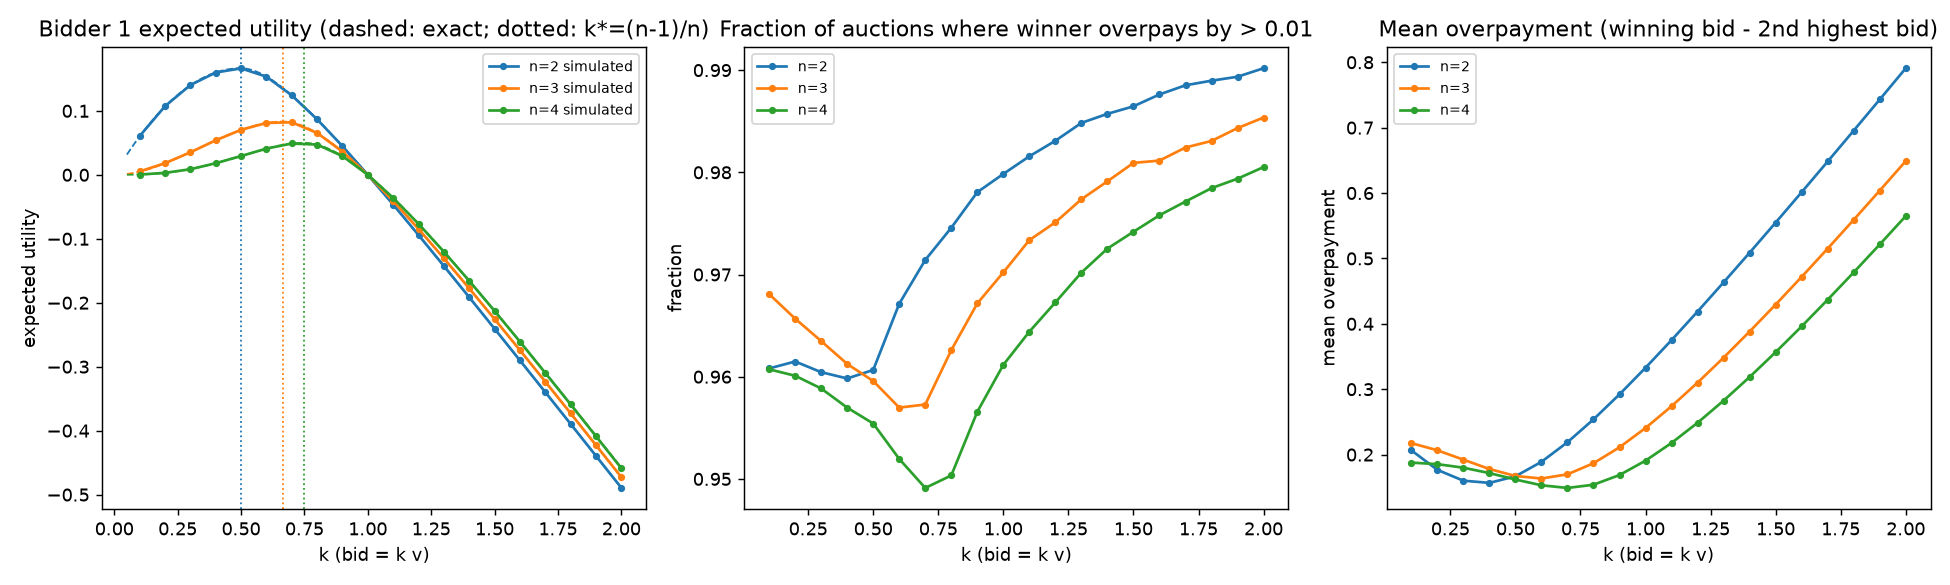 Bidder 1 expected utility (dashed: exact; dotted: k*=(n-1)/n)
expected utility
0.1
0.0
−0.1
−0.2
−0.3
−0.4
−0.5
n=2 simulated
n=3 simulated
n=4 simulated
0.00 0.25 0.50 0.75 1.00 1.25 1.50 1.75 2.00
k (bid = k v)
Fraction of auctions where winner overpays by > 0.01
fraction
0.99
0.98
0.97
0.96
0.95
n=2
n=3
n=4
0.25 0.50 0.75 1.00 1.25 1.50 1.75 2.00
k (bid = k v)
Mean overpayment (winning bid - 2nd highest bid)
mean overpayment
0.8
0.7
0.6
0.5
0.4
0.3
0.2
n=2
n=3
n=4
0.25 0.50 0.75 1.00 1.25 1.50 1.75 2.00
k (bid = k v)